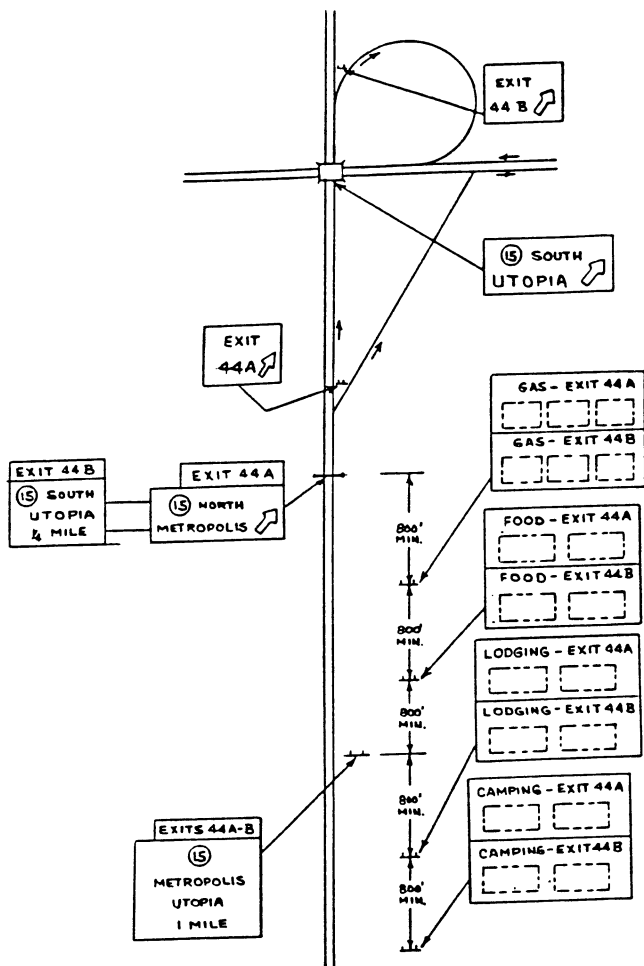 EXIT
44 B
15 SOUTH
UTOPIA
EXIT
44A
GAS - EXIT 44A
GAS - EXIT 44B
EXIT 44 B
15 SOUTH
UTOPIA
1/4 MILE
EXIT 44A
15 NORTH
METROPOLIS
800'
MIN.
FOOD - EXIT 44A
FOOD - EXIT 44B
800'
MIN.
LODGING - EXIT 44A
LODGING - EXIT 44B
800'
MIN.
EXITS 44A-B
15
METROPOLIS
UTOPIA
1 MILE
800'
MIN.
CAMPING - EXIT 44A
CAMPING - EXIT 44B
800'
MIN.